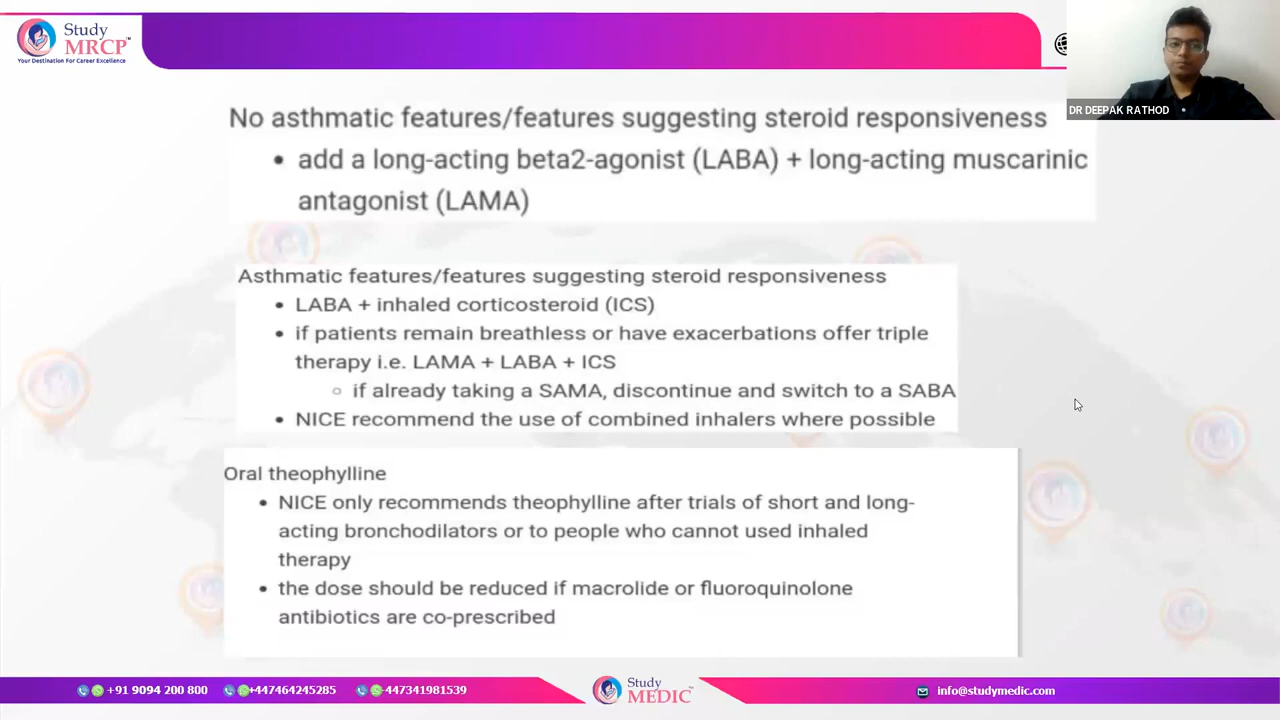 Study
MRCP™
Your Destination For Career Excellence
DR DEEPAK RATHOD
No asthmatic features/features suggesting steroid responsiveness
• add a long-acting beta2-agonist (LABA) + long-acting muscarinic
antagonist (LAMA)
Asthmatic features/features suggesting steroid responsiveness
• LABA + inhaled corticosteroid (ICS)
• if patients remain breathless or have exacerbations offer triple
therapy i.e. LAMA + LABA + ICS
○ if already taking a SAMA, discontinue and switch to a SABA
• NICE recommend the use of combined inhalers where possible
Oral theophylline
• NICE only recommends theophylline after trials of short and long-
acting bronchodilators or to people who cannot used inhaled
therapy
• the dose should be reduced if macrolide or fluoroquinolone
antibiotics are co-prescribed
+91 9094 200 800 +447464245285 447341981539
Study
MEDIC™
info@studymedic.com